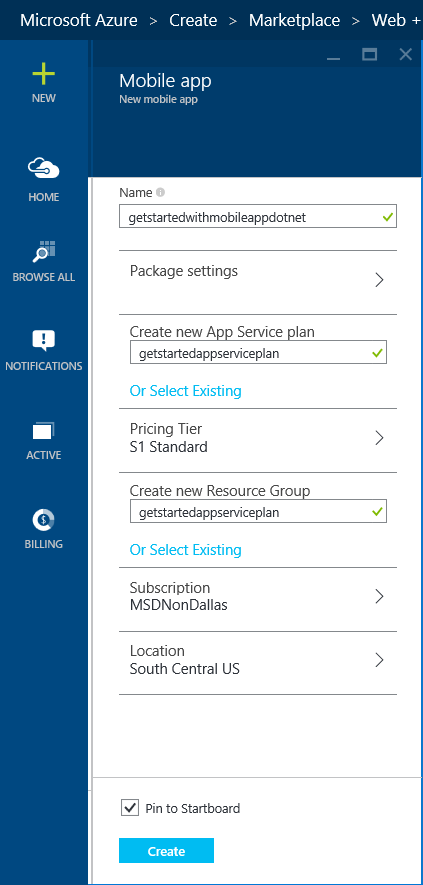 Microsoft Azure > Create > Marketplace > Web +
NEW
HOME
BROWSE ALL
NOTIFICATIONS
ACTIVE
BILLING
Mobile app
New mobile app
Name
getstartedwithmobileappdotnet
Package settings
Create new App Service plan
getstartedappserviceplan
Or Select Existing
Pricing Tier
S1 Standard
Create new Resource Group
getstartedappserviceplan
Or Select Existing
Subscription
MSDNonDallas
Location
South Central US
Pin to Startboard
Create